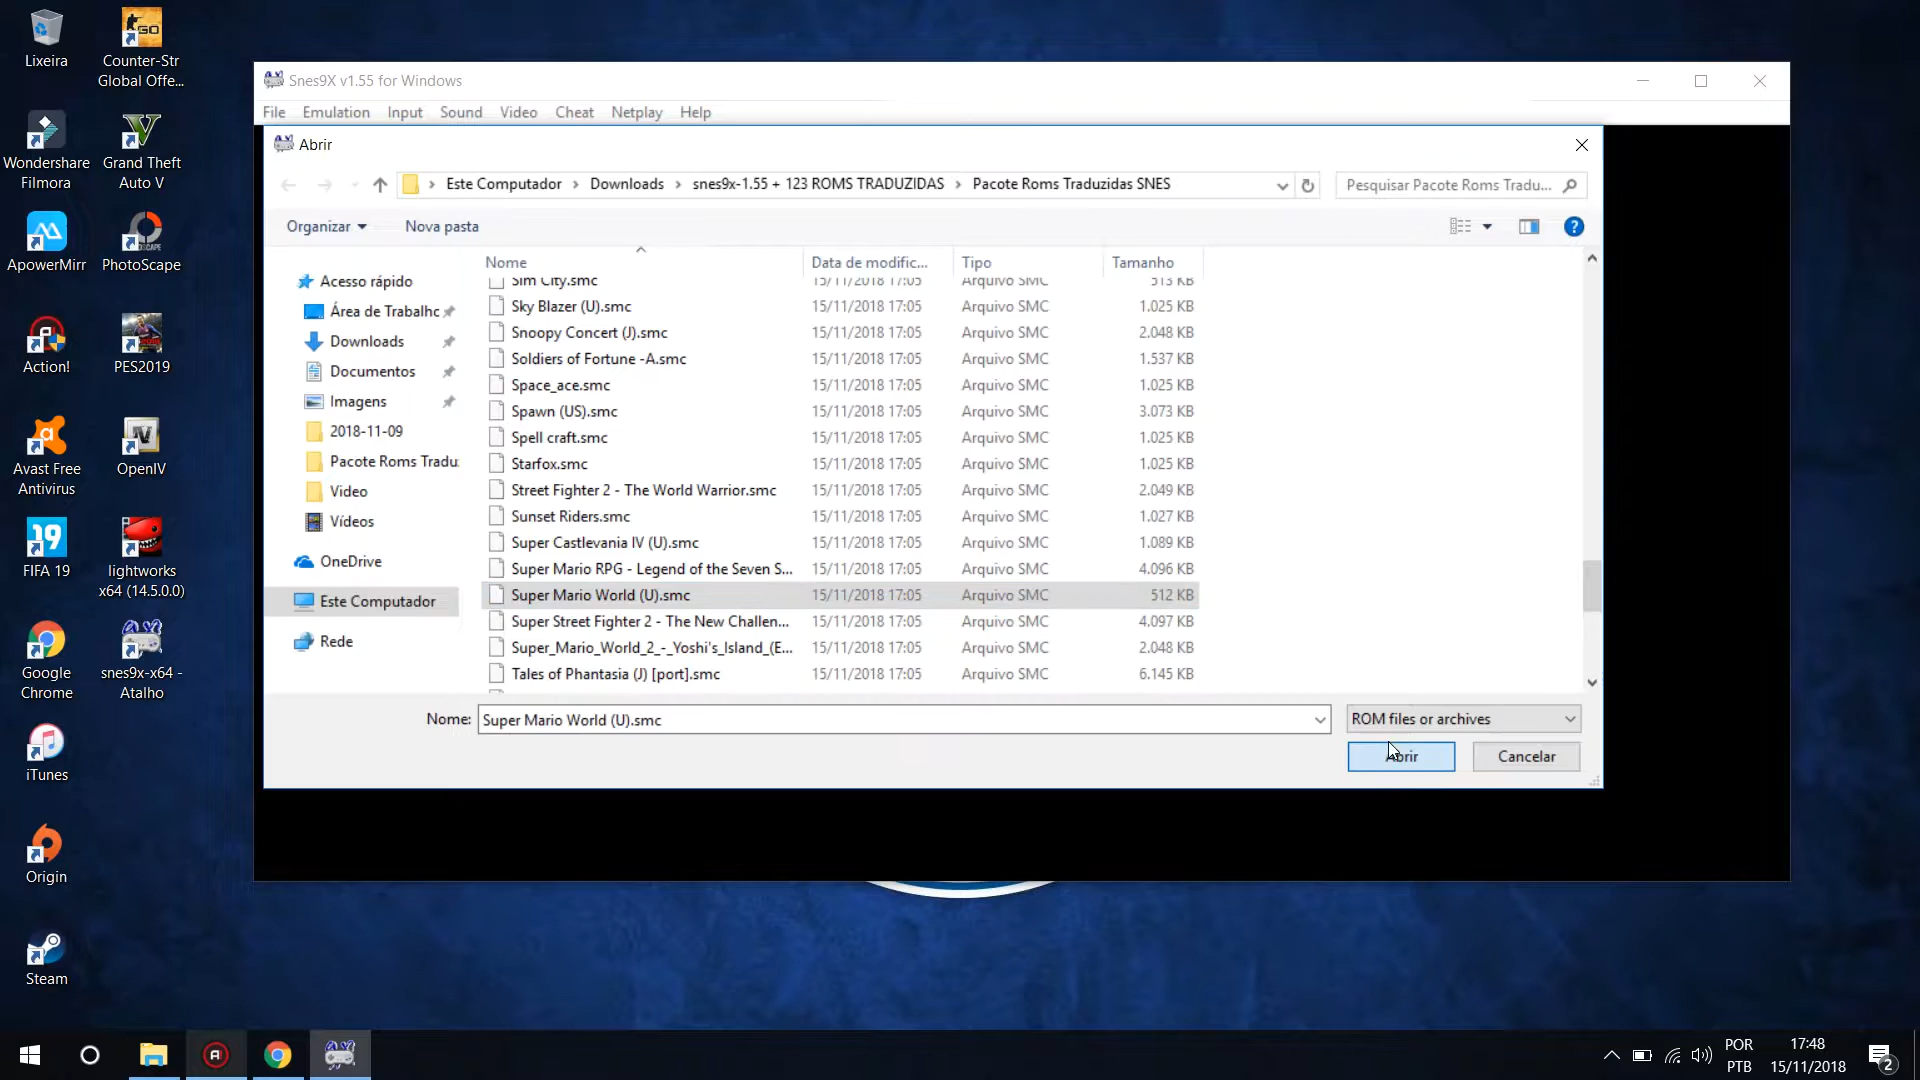 Lixeira
Counter-Str
Global Offe...
Wondershare
Filmora
Grand Theft
Auto V
ApowerMirr
PhotoScape
Action!
PES2019
Avast Free
Antivirus
OpenIV
FIFA 19
lightworks
x64 (14.5.0.0)
Google
Chrome
snes9x-x64 -
Atalho
iTunes
Origin
Steam
Snes9X v1.55 for Windows
File Emulation Input Sound Video Cheat Netplay Help
Abrir
Este Computador › Downloads › snes9x-1.55 + 123 ROMS TRADUZIDAS › Pacote Roms Traduzidas SNES
Pesquisar Pacote Roms Tradu...
Organizar Nova pasta
Acesso rápido
Área de Trabalhc
Downloads
Documentos
Imagens
2018-11-09
Pacote Roms Tradu
Video
Vídeos
OneDrive
Este Computador
Rede
Nome Data de modific... Tipo Tamanho
Sim City.smc 15/11/2018 17:05 Arquivo SMC 513 KB
Sky Blazer (U).smc 15/11/2018 17:05 Arquivo SMC 1.025 KB
Snoopy Concert (J).smc 15/11/2018 17:05 Arquivo SMC 2.048 KB
Soldiers of Fortune -A.smc 15/11/2018 17:05 Arquivo SMC 1.537 KB
Space_ace.smc 15/11/2018 17:05 Arquivo SMC 1.025 KB
Spawn (US).smc 15/11/2018 17:05 Arquivo SMC 3.073 KB
Spell craft.smc 15/11/2018 17:05 Arquivo SMC 1.025 KB
Starfox.smc 15/11/2018 17:05 Arquivo SMC 1.025 KB
Street Fighter 2 - The World Warrior.smc 15/11/2018 17:05 Arquivo SMC 2.049 KB
Sunset Riders.smc 15/11/2018 17:05 Arquivo SMC 1.027 KB
Super Castlevania IV (U).smc 15/11/2018 17:05 Arquivo SMC 1.089 KB
Super Mario RPG - Legend of the Seven S... 15/11/2018 17:05 Arquivo SMC 4.096 KB
Super Mario World (U).smc 15/11/2018 17:05 Arquivo SMC 512 KB
Super Street Fighter 2 - The New Challen... 15/11/2018 17:05 Arquivo SMC 4.097 KB
Super_Mario_World_2_-_Yoshi's_Island_(E... 15/11/2018 17:05 Arquivo SMC 2.048 KB
Tales of Phantasia (J) [port].smc 15/11/2018 17:05 Arquivo SMC 6.145 KB
Nome: Super Mario World (U).smc ROM files or archives
Abrir Cancelar
POR
PTB
17:48
15/11/2018
2